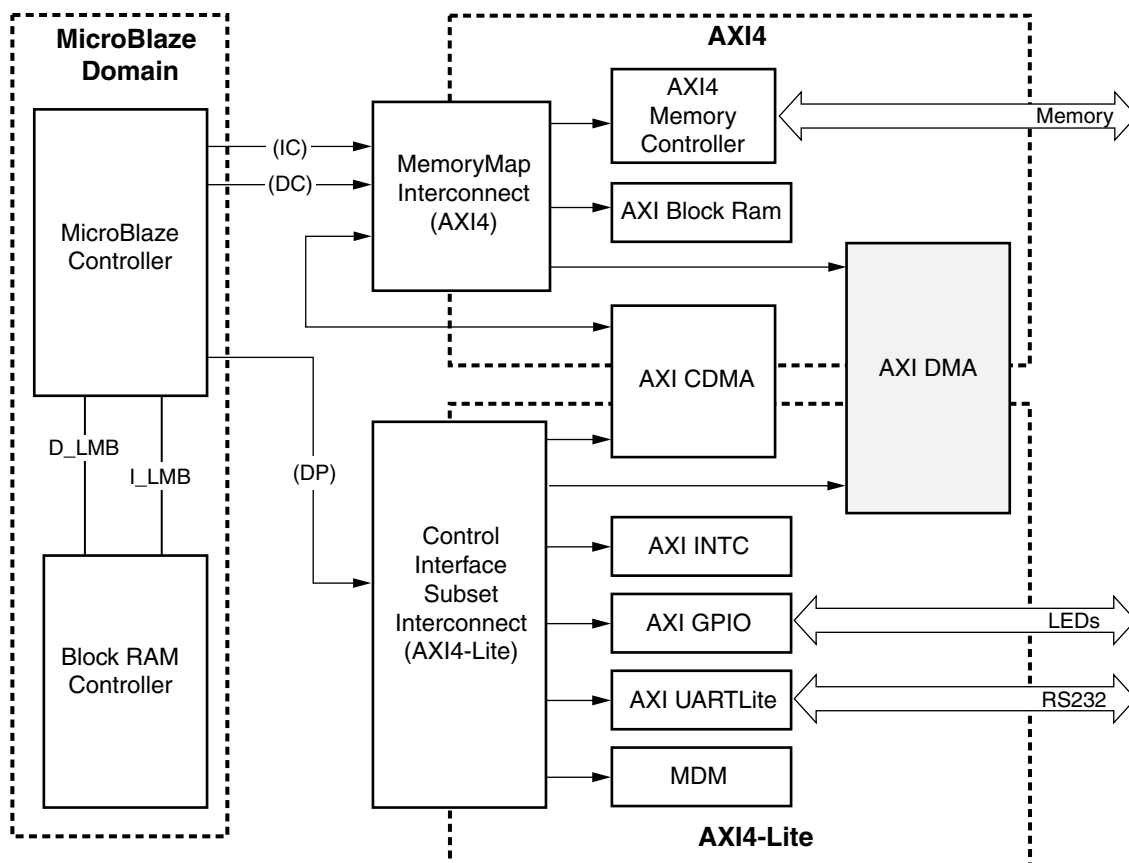 MicroBlaze
Domain
AXI4
AXI4
Memory
Controller
Memory
(IC)
(DC)
MemoryMap
Interconnect
(AXI4)
AXI Block Ram
MicroBlaze
Controller
AXI CDMA
AXI DMA
D_LMB
I_LMB
(DP)
Control
Interface
Subset
Interconnect
(AXI4-Lite)
AXI INTC
AXI GPIO
LEDs
Block RAM
Controller
AXI UARTLite
RS232
MDM
AXI4-Lite